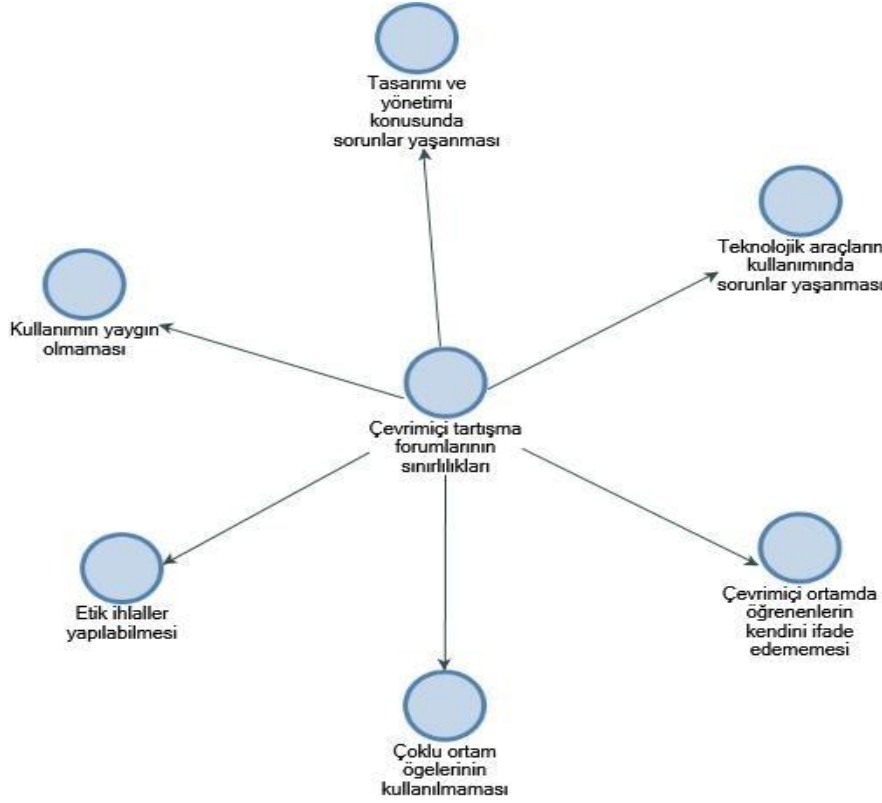 Tasarımı ve
yönetimi
konusunda
sorunlar yaşanması
Teknolojik araçların
kullanımında
sorunlar yaşanması
Kullanımın yaygın
olmaması
Çevrimiçi tartışma
forumlarının
sınırlılıkları
Etik ihlaller
yapılabilmesi
Çevrimiçi ortamda
öğrenenlerin
kendini ifade
edememesi
Çoklu ortam
ögelerinin
kullanılmaması